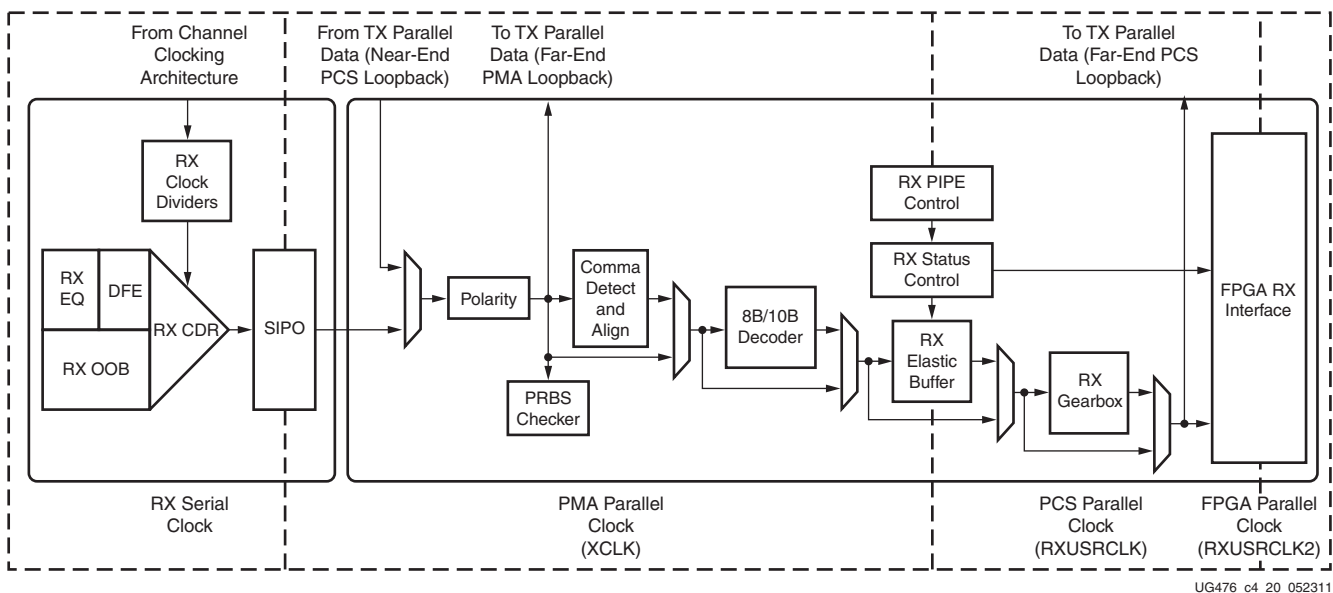 From Channel
Clocking
Architecture
From TX Parallel
Data (Near-End
PCS Loopback)
To TX Parallel
Data (Far-End
PMA Loopback)
To TX Parallel
Data (Far-End PCS
Loopback)
RX
Clock
Dividers
RX
EQ
DFE
RX OOB
RX CDR
SIPO
Polarity
Comma
Detect
and
Align
PRBS
Checker
8B/10B
Decoder
RX PIPE
Control
RX Status
Control
RX
Elastic
Buffer
RX
Gearbox
FPGA RX
Interface
RX Serial
Clock
PMA Parallel
Clock
(XCLK)
PCS Parallel
Clock
(RXUSRCLK)
FPGA Parallel
Clock
(RXUSRCLK2)
UG476_c4_20_052311